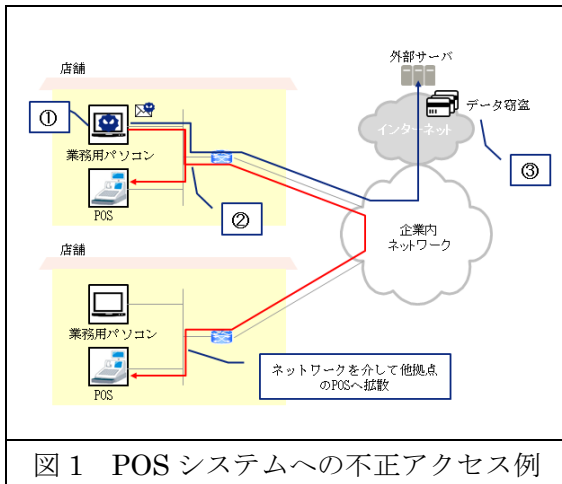 店舗
①
業務用パソコン
POS
②
外部サーバ
データ窃盗
インターネット
③
企業内
ネットワーク
店舗
業務用パソコン
POS
ネットワークを介して他拠点
のPOSへ拡散
図 1 POS システムへの不正アクセス例